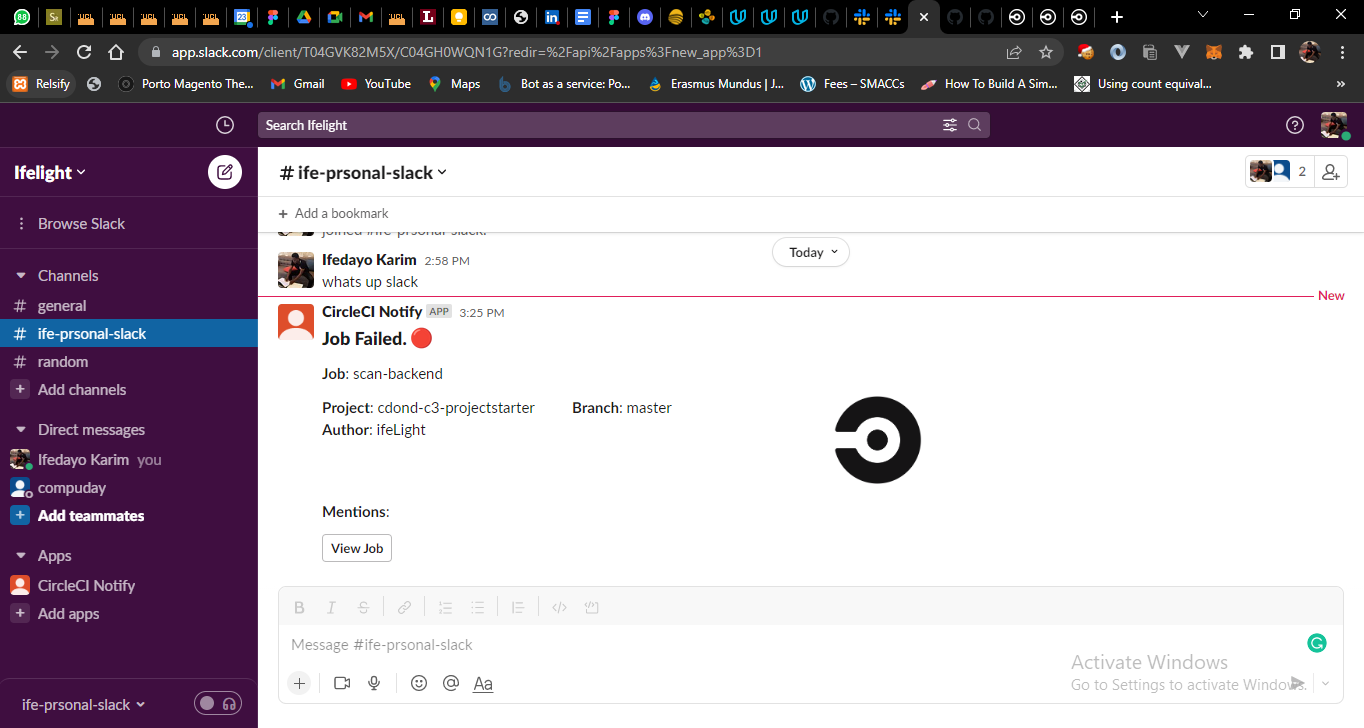 88
23
app.slack.com/client/T04GVK82M5X/C04GH0WQN1G?redir=%2Fapi%2Fapps%3Fnew_app%3D1
Relsify
Porto Magento The...
Gmail
YouTube
Maps
Bot as a service: Po...
Erasmus Mundus | J...
Fees – SMACCs
How To Build A Sim...
Using count equival...
»
Search Ifelight
Ifelight
# ife-prsonal-slack
2
Browse Slack
+ Add a bookmark
joined #ife-prsonal-slack.
Today
Ifedayo Karim 2:58 PM
whats up slack
New
Channels
# general
# ife-prsonal-slack
# random
+ Add channels
Direct messages
Ifedayo Karim you
compuday
+ Add teammates
Apps
CircleCI Notify
+ Add apps
ife-prsonal-slack
CircleCI Notify APP 3:25 PM
Job Failed.
Job: scan-backend
Project: cdond-c3-projectstarter Branch: master
Author: ifeLight
Mentions:
View Job
B I S
Message #ife-prsonal-slack
Aa
Activate Windows
Go to Settings to activate Windows.